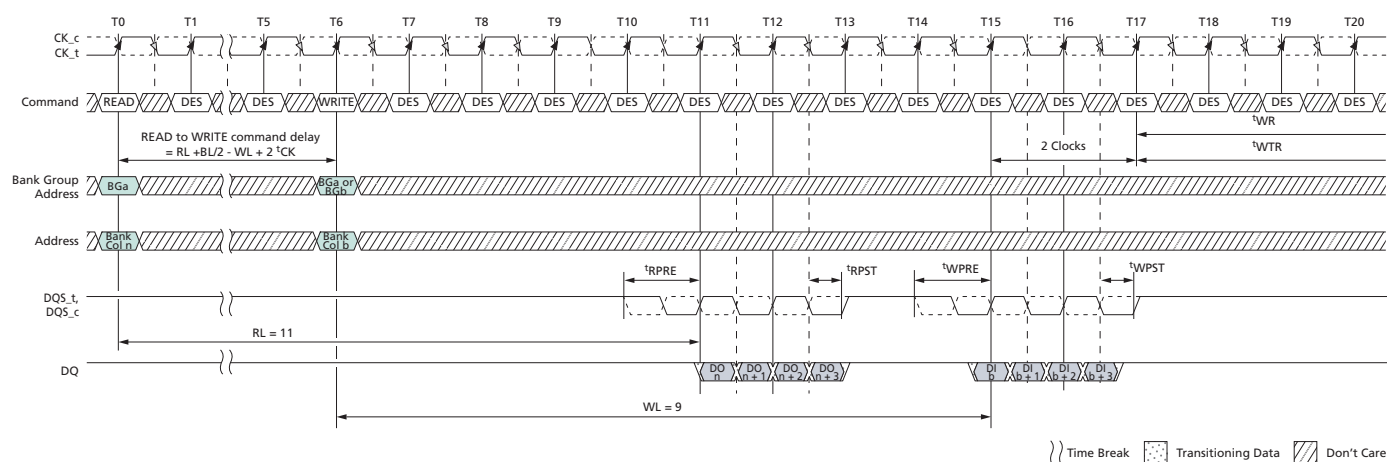 T0 T1 T5 T6 T7 T8 T9 T10 T11 T12 T13 T14 T15 T16 T17 T18 T19 T20
CK_c
CK_t
Command READ DES DES WRITE DES DES DES DES DES DES DES DES DES DES DES DES DES DES
READ to WRITE command delay
= RL +BL/2 - WL + 2 tCK
2 Clocks
tWR
tWTR
Bank Group
Address
BGa
BGa or
BGb
Address
Bank
Col n
Bank
Col b
tRPRE tRPST tWPRE tWPST
DQS_t,
DQS_c
RL = 11
DQ
DO
n
DO
n + 1
DO
n + 2
DO
n + 3
DI
b
DI
b + 1
DI
b + 2
DI
b + 3
WL = 9
Time Break Transitioning Data Don't Care